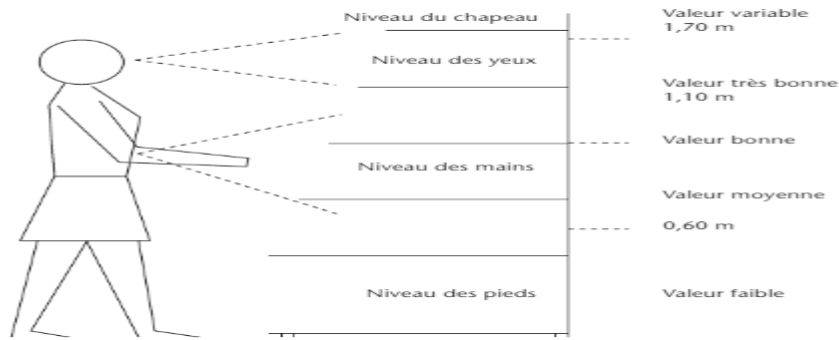 Niveau du chapeau
Valeur variable
1,70 m
Niveau des yeux
Valeur très bonne
1,10 m
Valeur bonne
Niveau des mains
Valeur moyenne
0,60 m
Niveau des pieds
Valeur faible